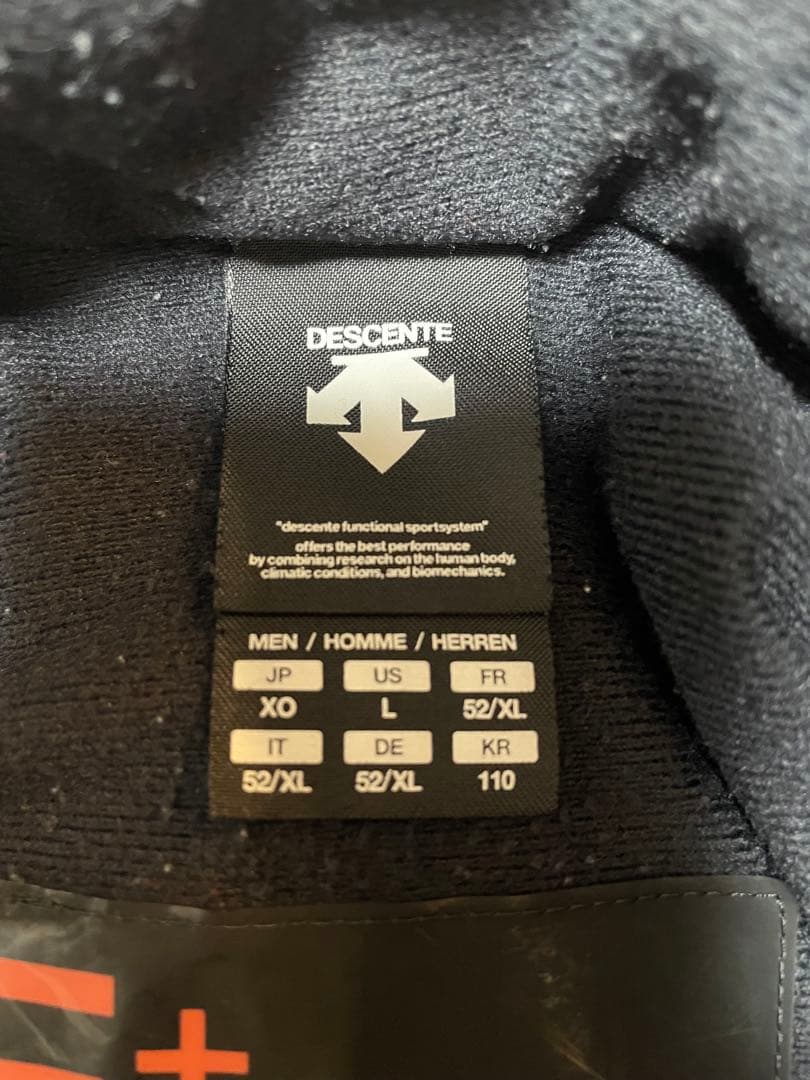 DESCENTE
"descente functional sportsystem"
offers the best performance
by combining research on the human body,
climatic conditions, and biomechanics.
MEN / HOMME / HERREN
JP US FR
XO L 52/XL
IT DE KR
52/XL 52/XL 110